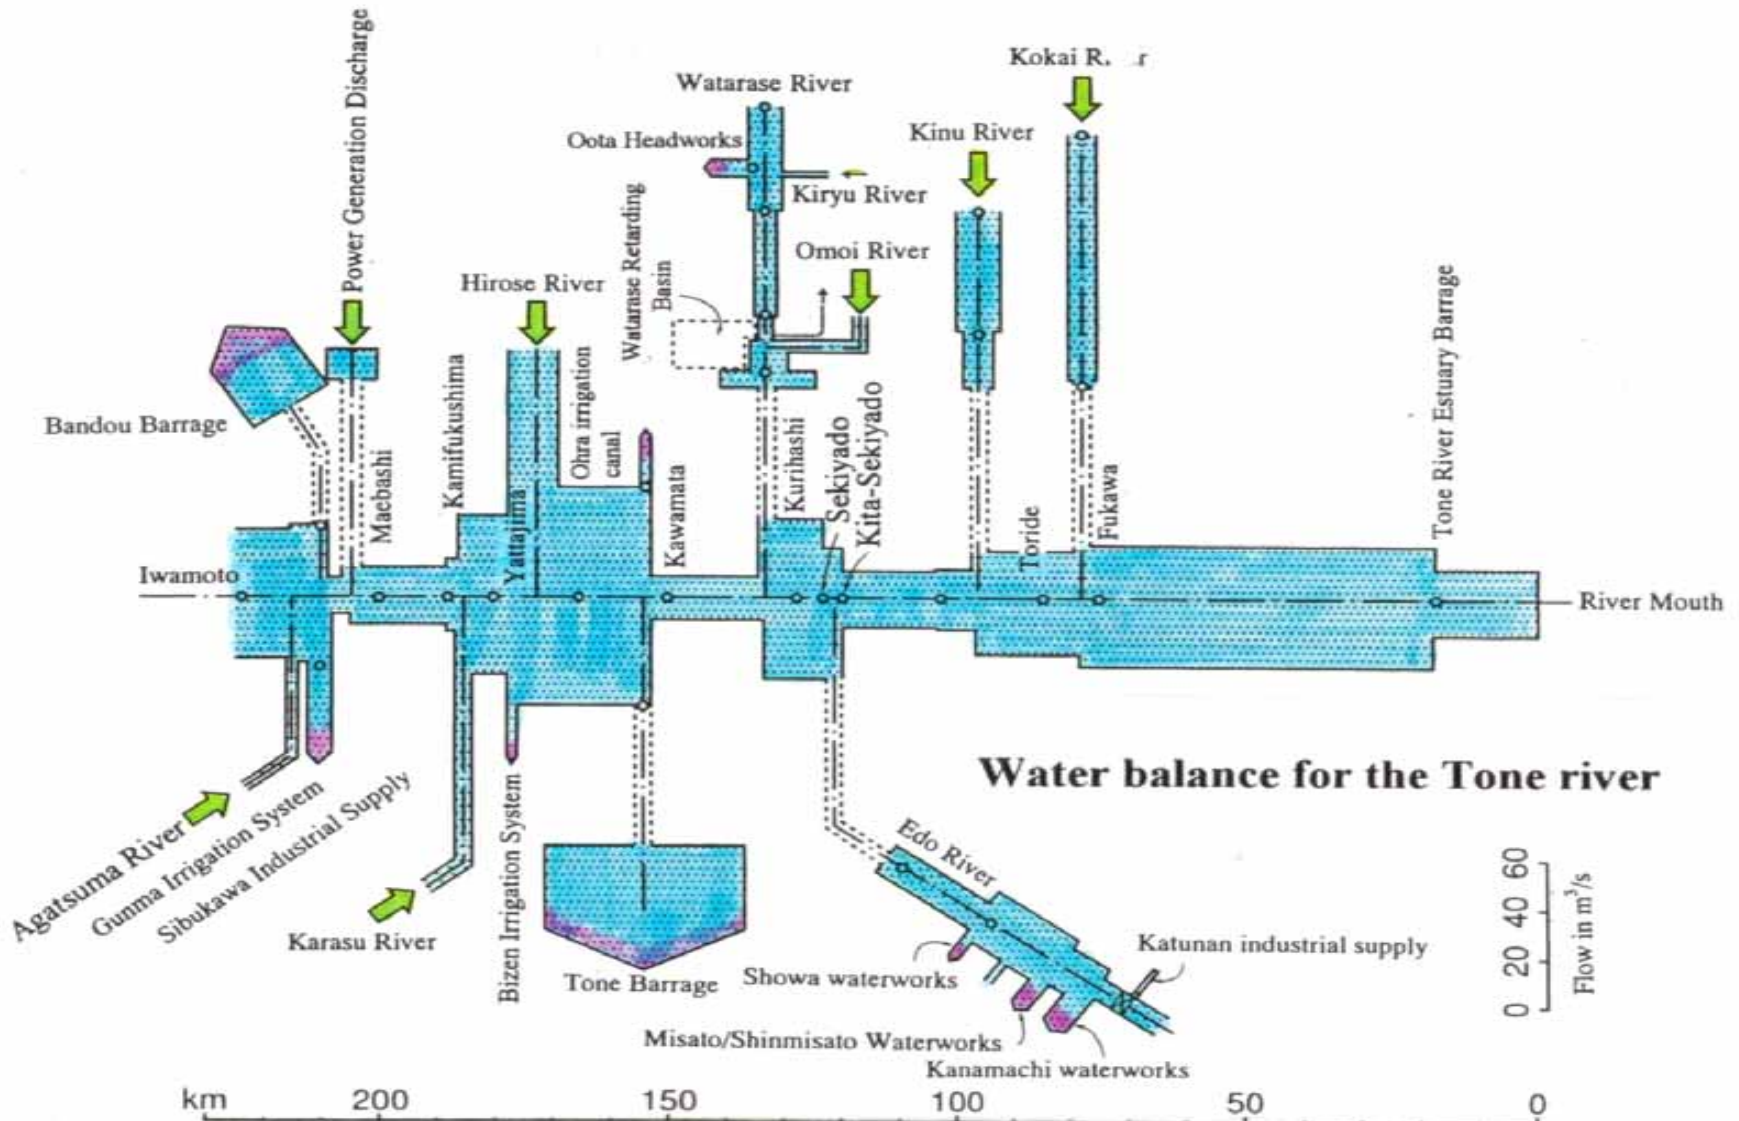 Power Generation Discharge
Kokai R. r
Watarase River
Oota Headworks
Kinu River
Kiryu River
Watarase Retarding
Basin
Omoi River
Hirose River
Bandou Barrage
Maebashi
Kamifukushima
Yattajima
Ohra irrigation
canal
Kawamata
Kurihashi
Sekiyado
Kita-Sekiyado
Toride
Fukawa
Tone River Estuary Barrage
Iwamoto
River Mouth
Water balance for the Tone river
Agatsuma River
Gunma Irrigation System
Sibukawa Industrial Supply
Karasu River
Bizen Irrigation System
Tone Barrage
Edo River
Showa waterworks
Katunan industrial supply
Misato/Shinmisato Waterworks
Kanamachi waterworks
0 20 40 60
Flow in m³/s
km 200 150 100 50 0